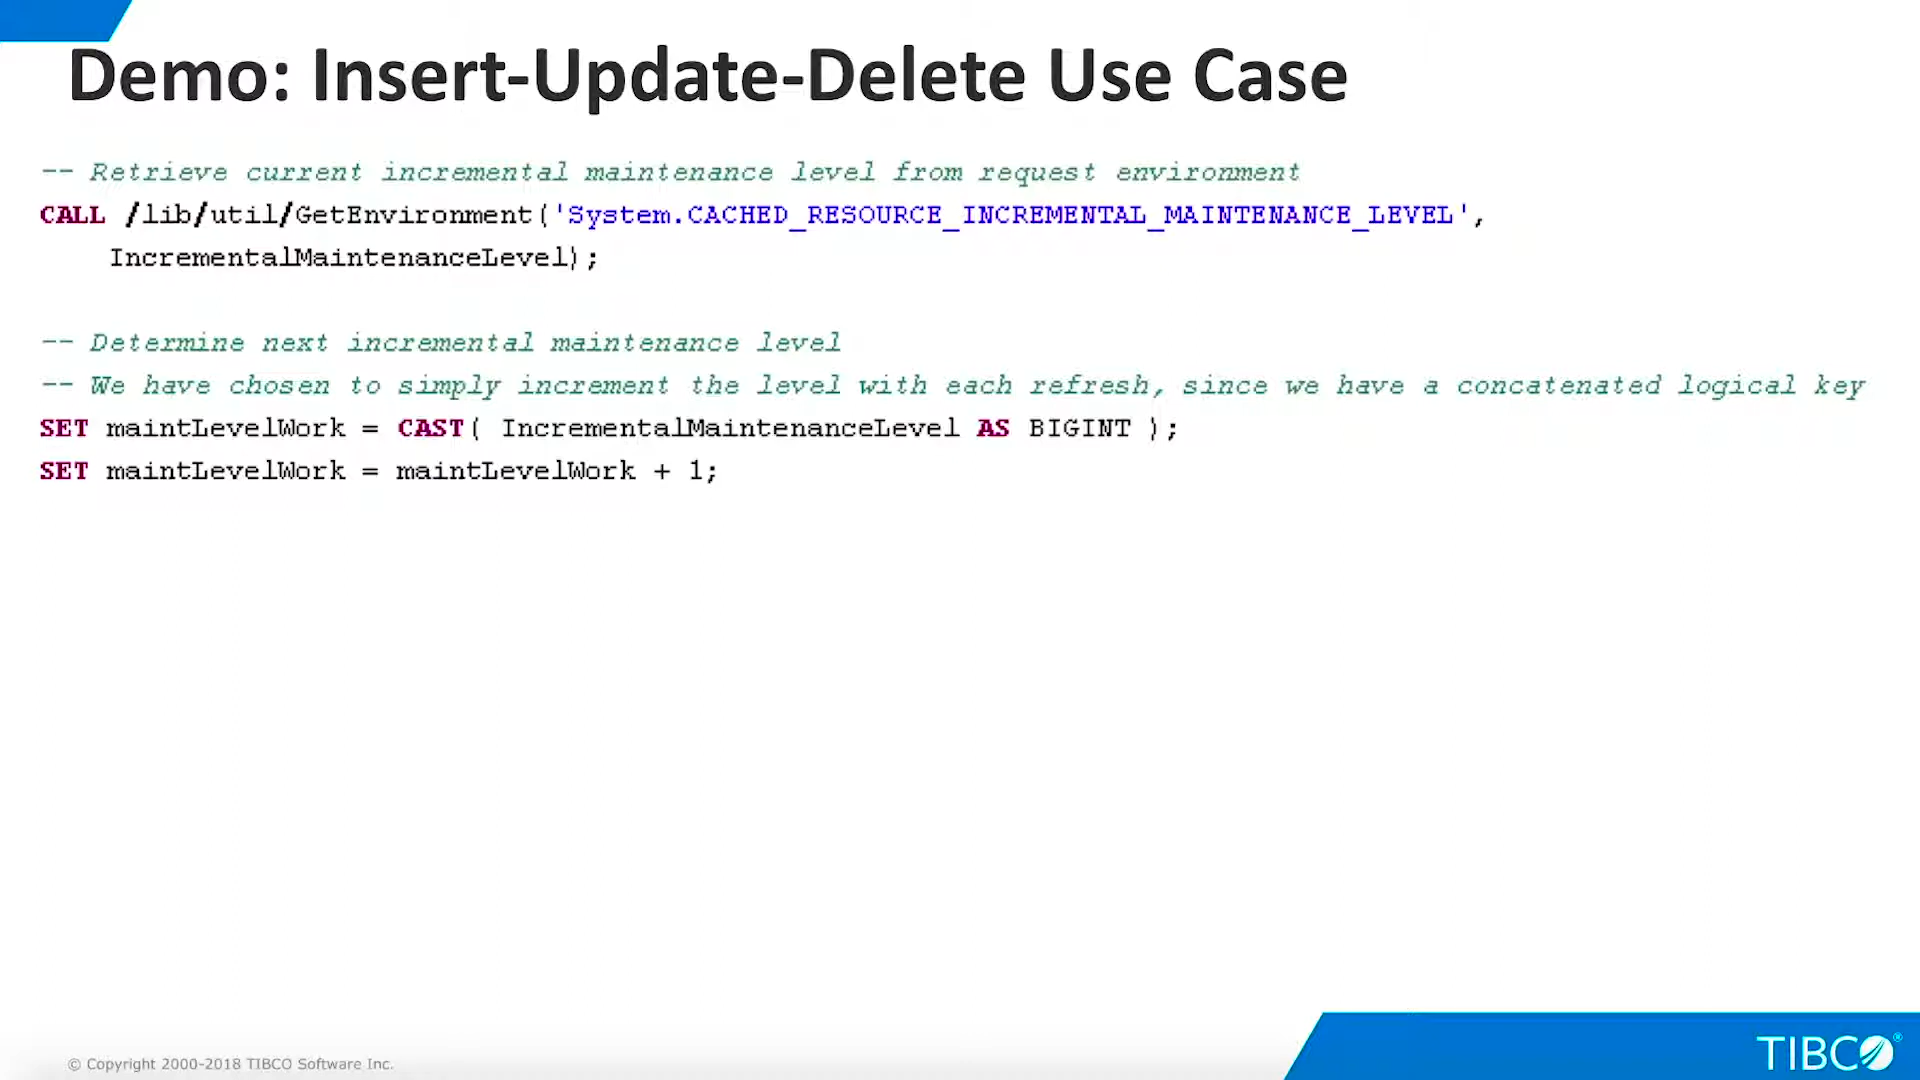 Demo: Insert-Update-Delete Use Case
-- Retrieve current incremental maintenance level from request environment
CALL /lib/util/GetEnvironment('System.CACHED_RESOURCE_INCREMENTAL_MAINTENANCE_LEVEL',
IncrementalMaintenanceLevel);
-- Determine next incremental maintenance level
-- We have chosen to simply increment the level with each refresh, since we have a concatenated logical key
SET maintLevelWork = CAST( IncrementalMaintenanceLevel AS BIGINT );
SET maintLevelWork = maintLevelWork + 1;
© Copyright 2000-2018 TIBCO Software Inc.
TIBCO®